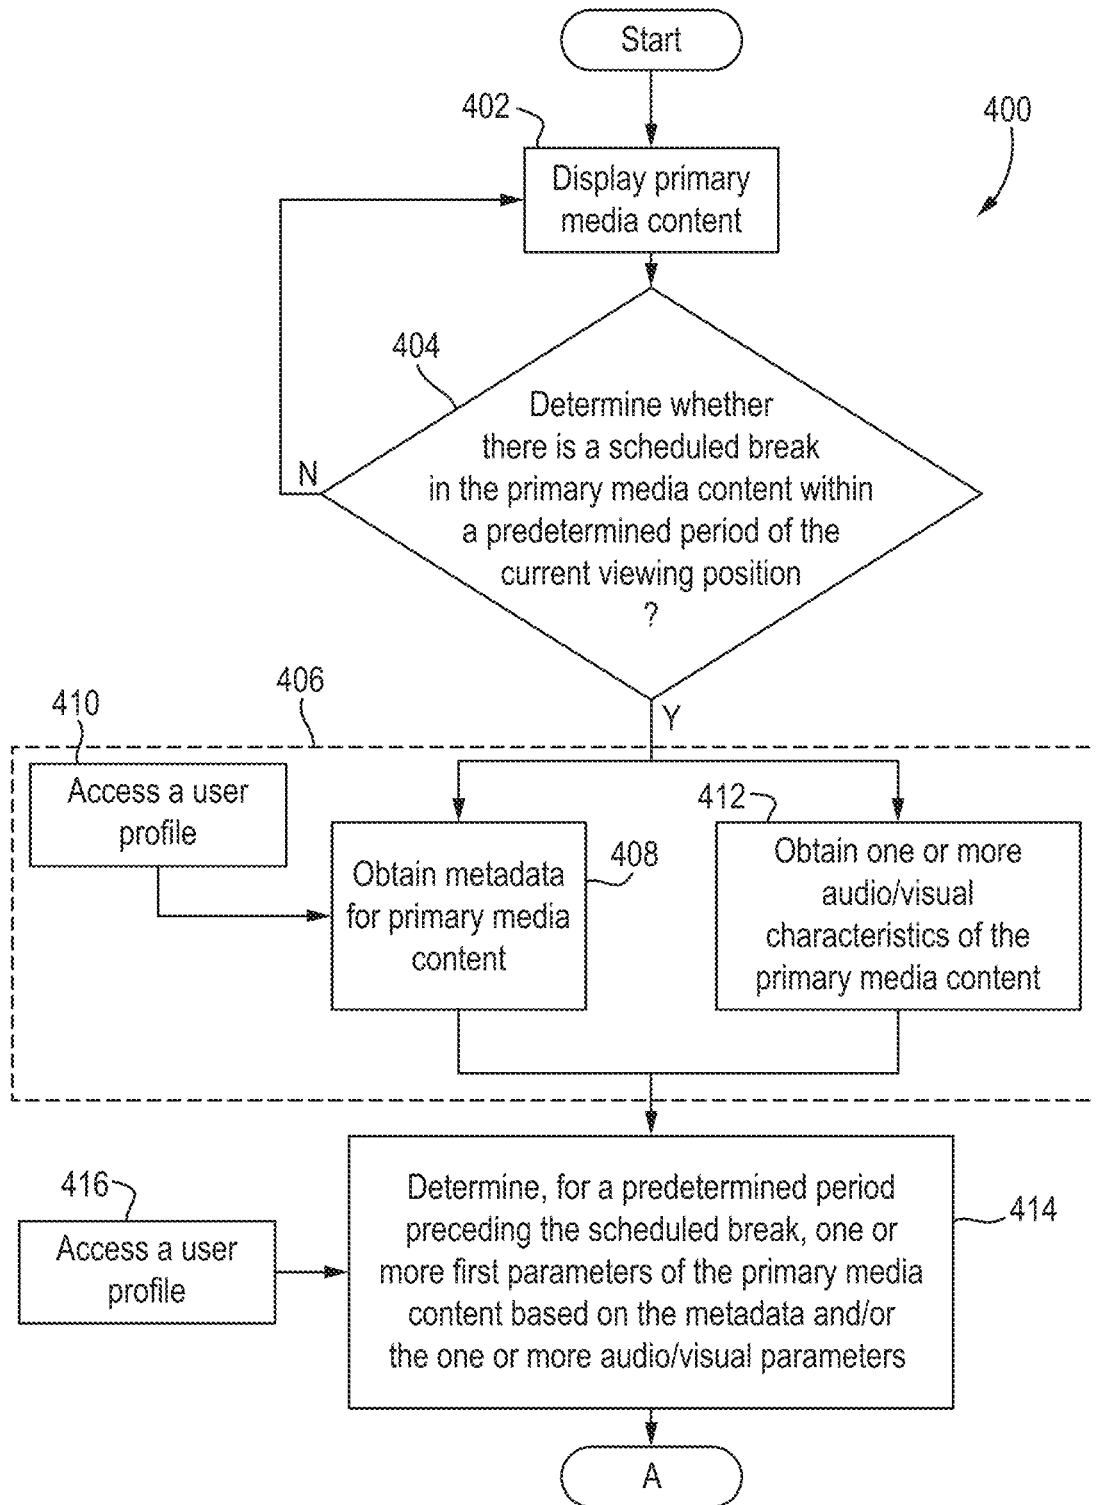 Start
402
400
Display primary
media content
404
Determine whether
there is a scheduled break
in the primary media content within
a predetermined period of the
current viewing position
?
N
Y
406
410
Access a user
profile
408
Obtain metadata
for primary media
content
412
Obtain one or more
audio/visual
characteristics of the
primary media content
416
Access a user
profile
414
Determine, for a predetermined period
preceding the scheduled break, one or
more first parameters of the primary media
content based on the metadata and/or
the one or more audio/visual parameters
A